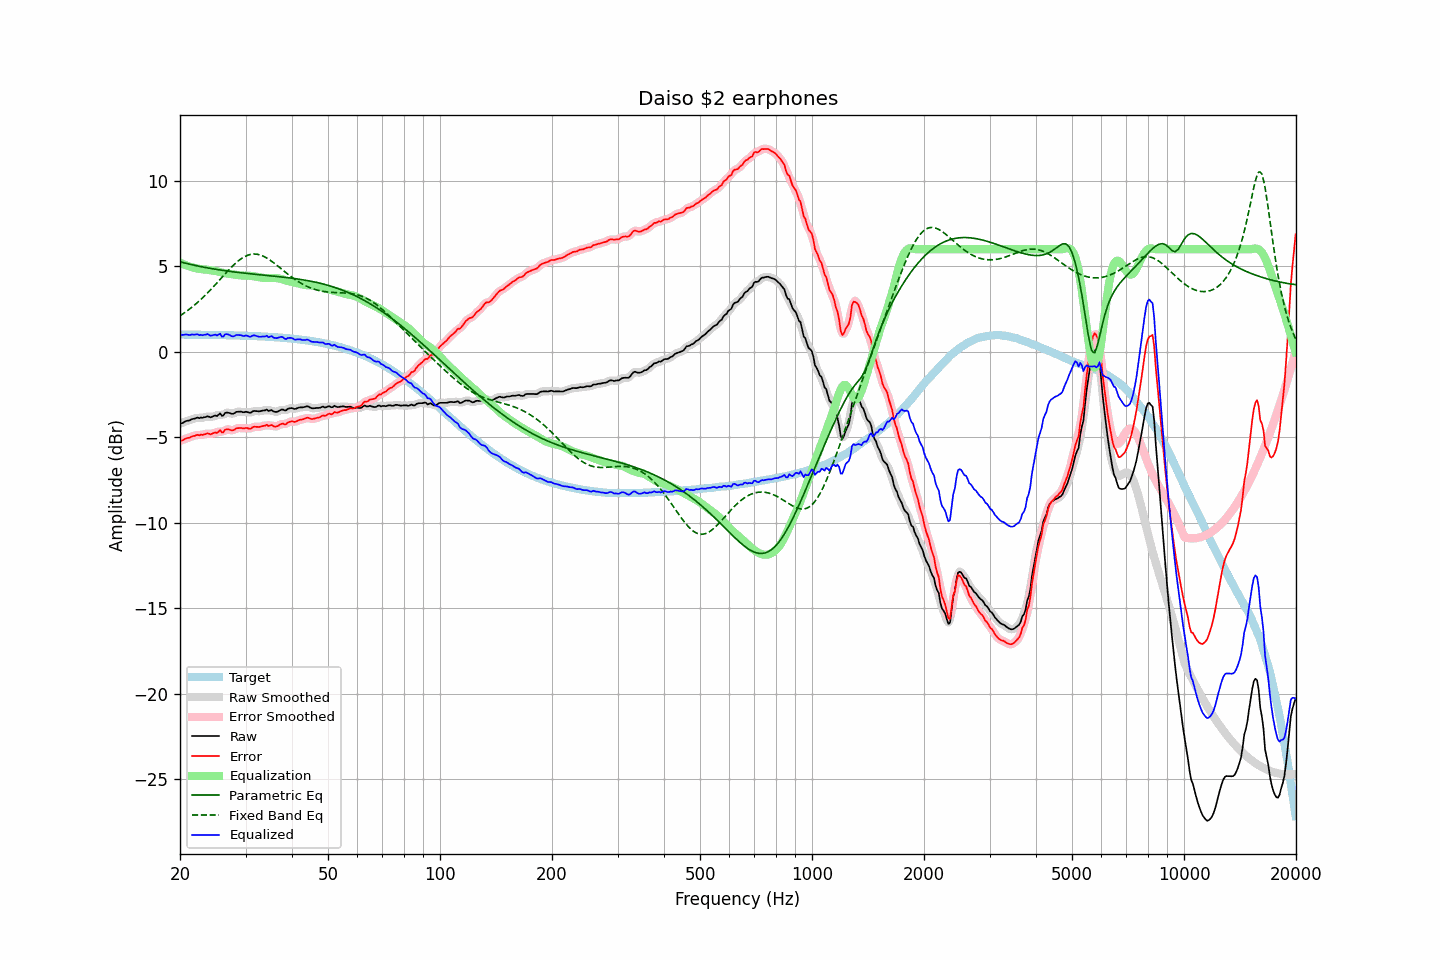 Daiso $2 earphones
Amplitude (dBr)
10
5
0
−5
−10
−15
−20
−25
Target
Raw Smoothed
Error Smoothed
Raw
Error
Equalization
Parametric Eq
Fixed Band Eq
Equalized
20 50 100 200 500 1000 2000 5000 10000 20000
Frequency (Hz)